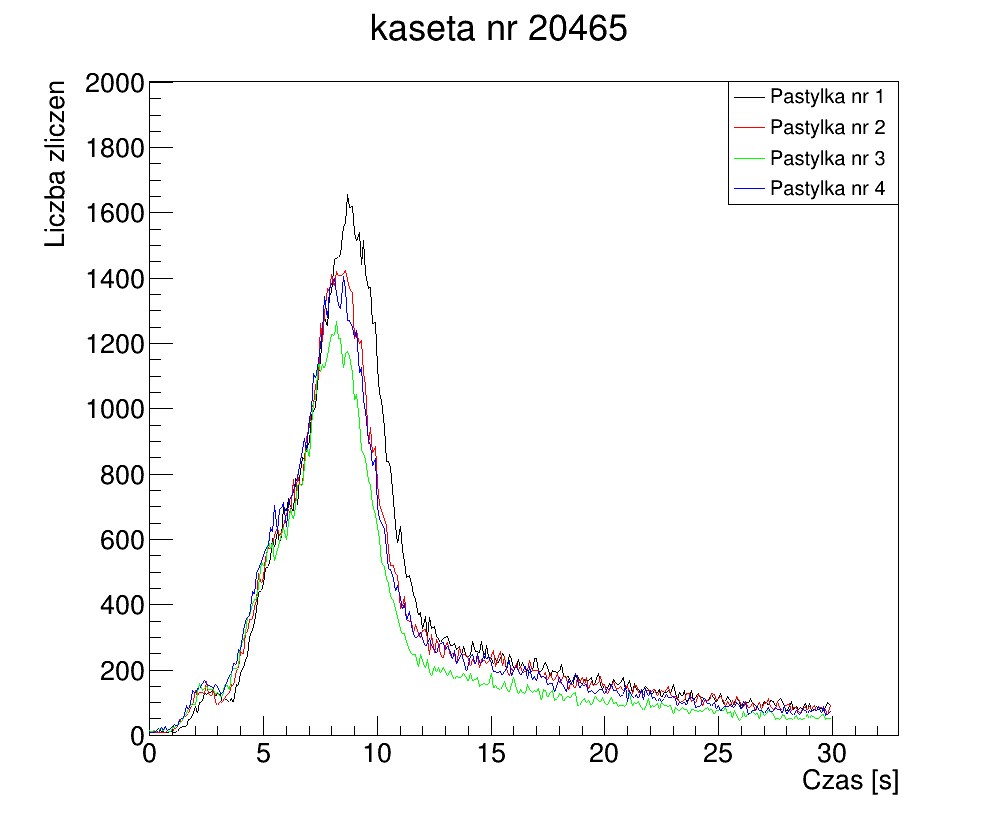 kaseta nr 20465
Liczba zliczen
2000
1800
1600
1400
1200
1000
800
600
400
200
0
Pastylka nr 1
Pastylka nr 2
Pastylka nr 3
Pastylka nr 4
0 5 10 15 20 25 30
Czas [s]